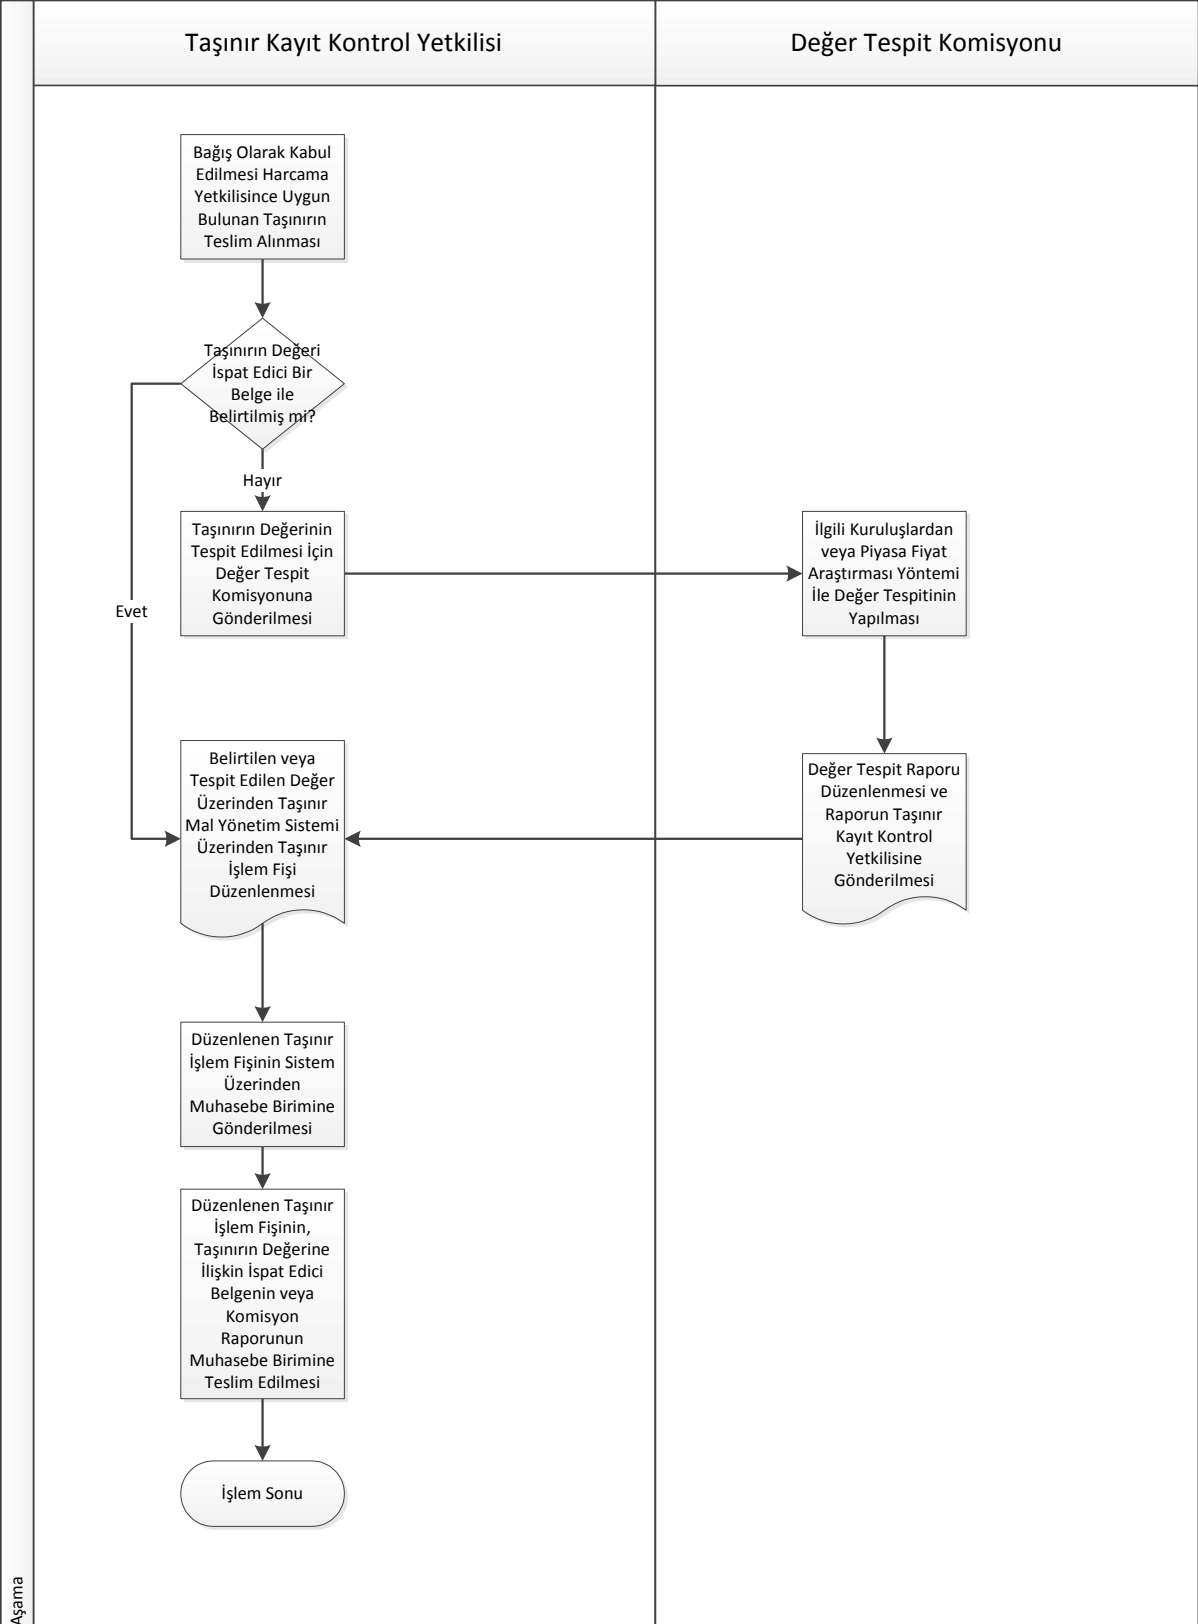 Taşınır Kayıt Kontrol Yetkilisi
Değer Tespit Komisyonu
Bağış Olarak Kabul
Edilmesi Harcama
Yetkilisince Uygun
Bulunan Taşınırın
Teslim Alınması
Taşınırın Değeri
İspat Edici Bir
Belge ile
Belirtilmiş mi?
Hayır
Evet
Taşınırın Değerinin
Tespit Edilmesi İçin
Değer Tespit
Komisyonuna
Gönderilmesi
İlgili Kuruluşlardan
veya Piyasa Fiyat
Araştırması Yöntemi
İle Değer Tespitinin
Yapılması
Değer Tespit Raporu
Düzenlenmesi ve
Raporun Taşınır
Kayıt Kontrol
Yetkilisine
Gönderilmesi
Belirtilen veya
Tespit Edilen Değer
Üzerinden Taşınır
Mal Yönetim Sistemi
Üzerinden Taşınır
İşlem Fişi
Düzenlenmesi
Düzenlenen Taşınır
İşlem Fişinin Sistem
Üzerinden
Muhasebe Birimine
Gönderilmesi
Düzenlenen Taşınır
İşlem Fişinin,
Taşınırın Değerine
İlişkin İspat Edici
Belgenin veya
Komisyon
Raporunun
Muhasebe Birimine
Teslim Edilmesi
İşlem Sonu
Aşama